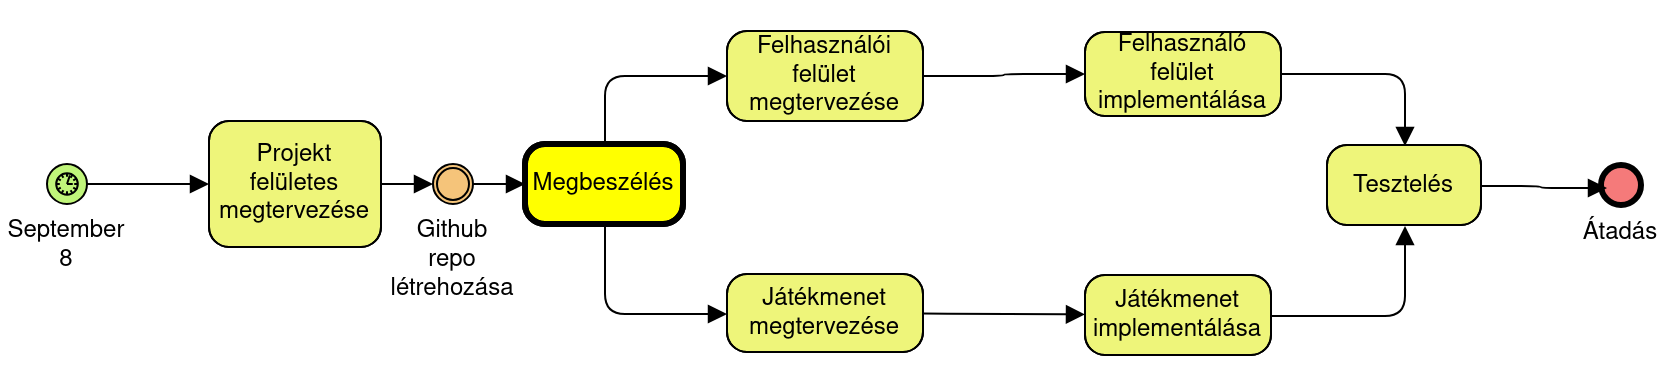 September
8
Projekt
felületes
megtervezése
Github
repo
létrehozása
Megbeszélés
Felhasználói
felület
megtervezése
Felhasználó
felület
implementálása
Játékmenet
megtervezése
Játékmenet
implementálása
Tesztelés
Átadás